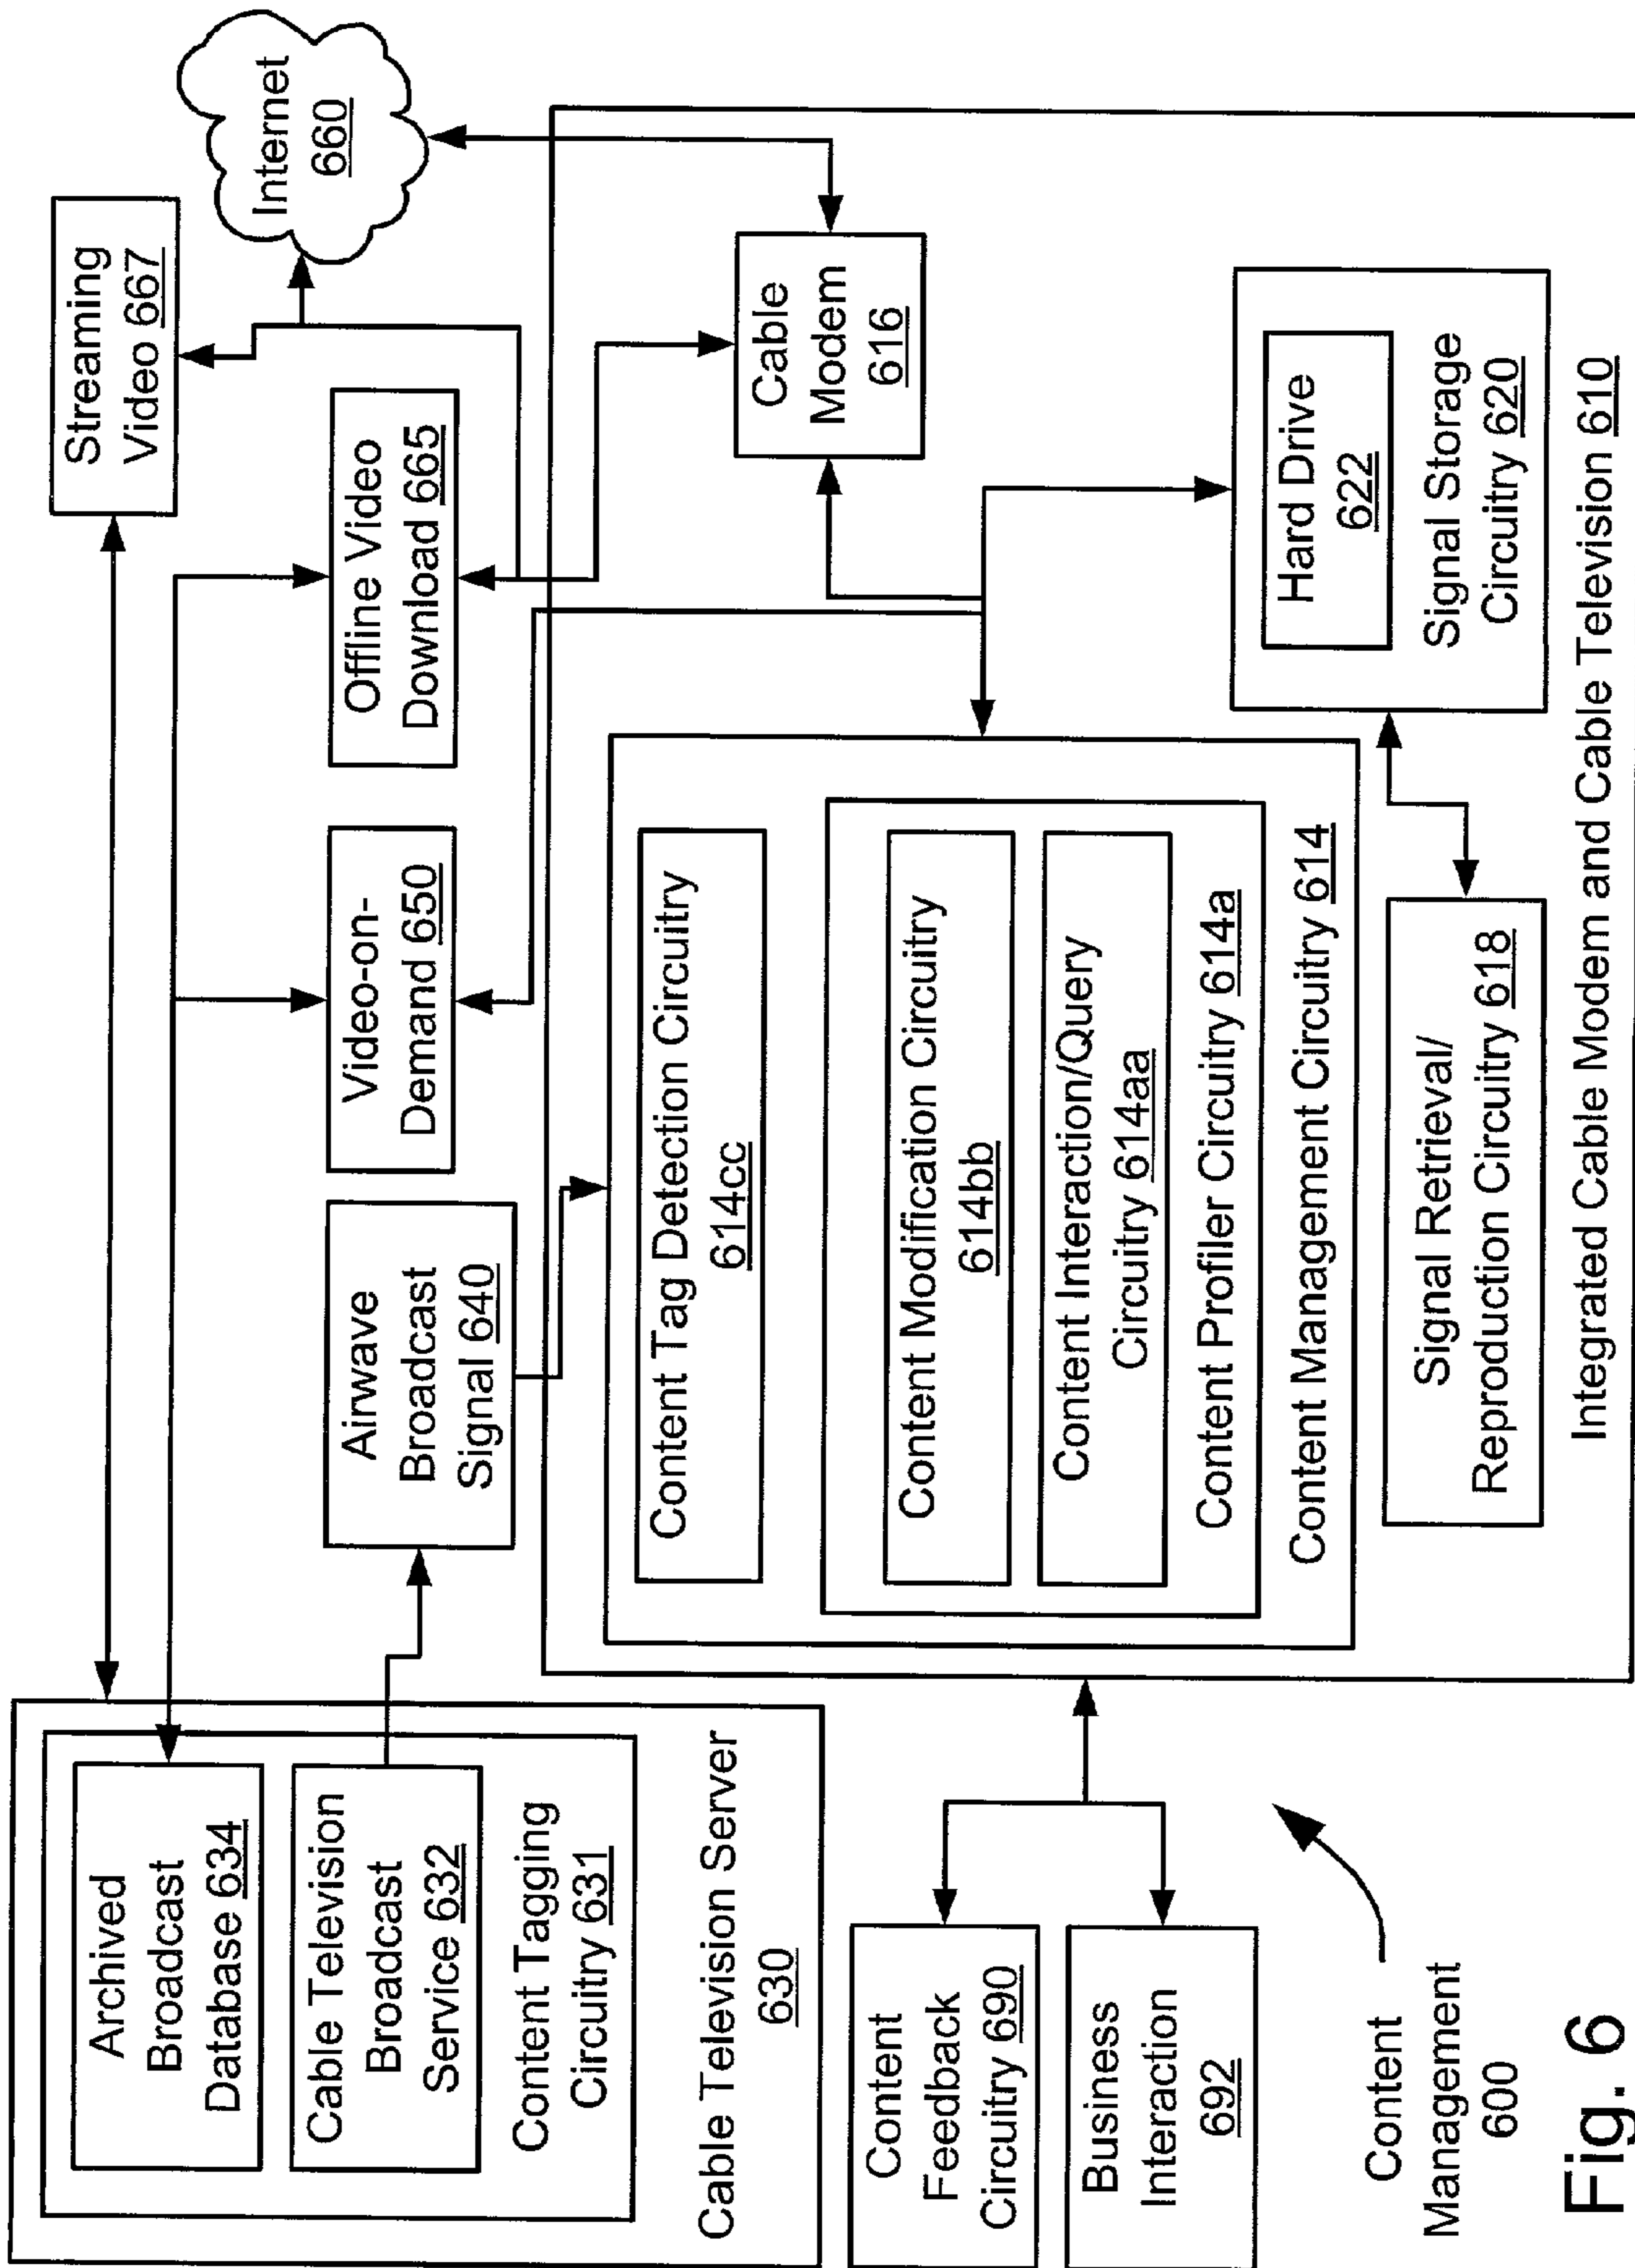 Archived
Broadcast
Database 634
Cable Television
Broadcast
Service 632
Content Tagging
Circuitry 631
Cable Television Server
630
Airwave
Broadcast
Signal 640
Video-on-
Demand 650
Offline Video
Download 665
Streaming
Video 667
Internet
660
Cable
Modem
616
Content Tag Detection Circuitry
614cc
Content Modification Circuitry
614bb
Content Interaction/Query
Circuitry 614aa
Content Profiler Circuitry 614a
Content Management Circuitry 614
Hard Drive
622
Signal Storage
Circuitry 620
Signal Retrieval/
Reproduction Circuitry 618
Integrated Cable Modem and Cable Television 610
Content
Feedback
Circuitry 690
Business
Interaction
692
Content
Management
600
Fig. 6